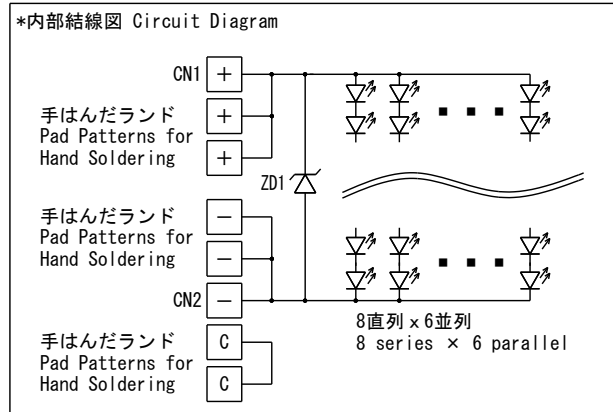 *内部結線図 Circuit Diagram
CN1 +
手はんだランド
Pad Patterns for
Hand Soldering
+
+
ZD1
手はんだランド
Pad Patterns for
Hand Soldering
−
−
CN2 −
8直列 x 6並列
8 series × 6 parallel
手はんだランド
Pad Patterns for
Hand Soldering
C
C